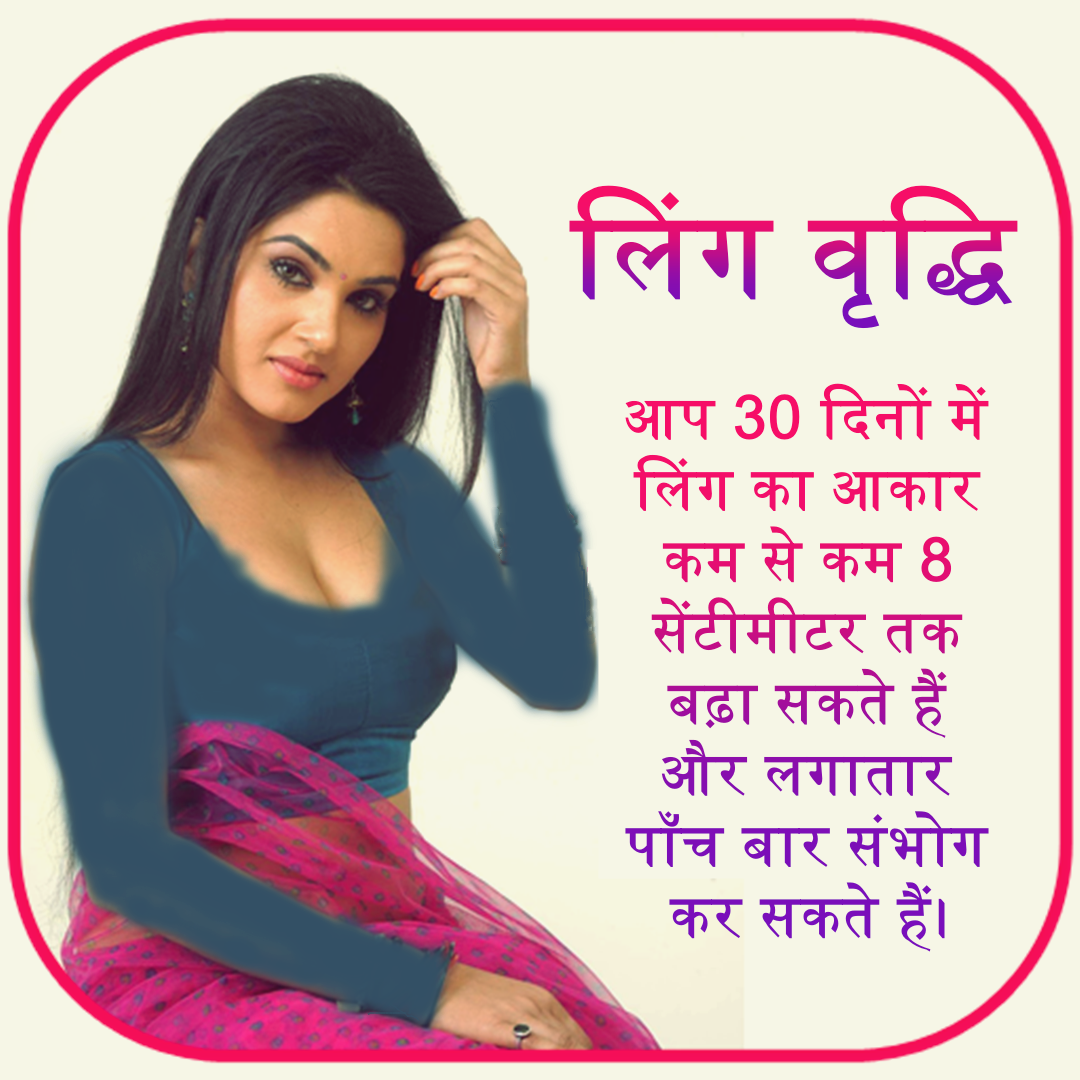 लिंग वृद्धि
आप 30 दिनों में
लिंग का आकार
कम से कम 8
सेंटीमीटर तक
बढ़ा सकते हैं
और लगातार
पाँच बार संभोग
कर सकते हैं।